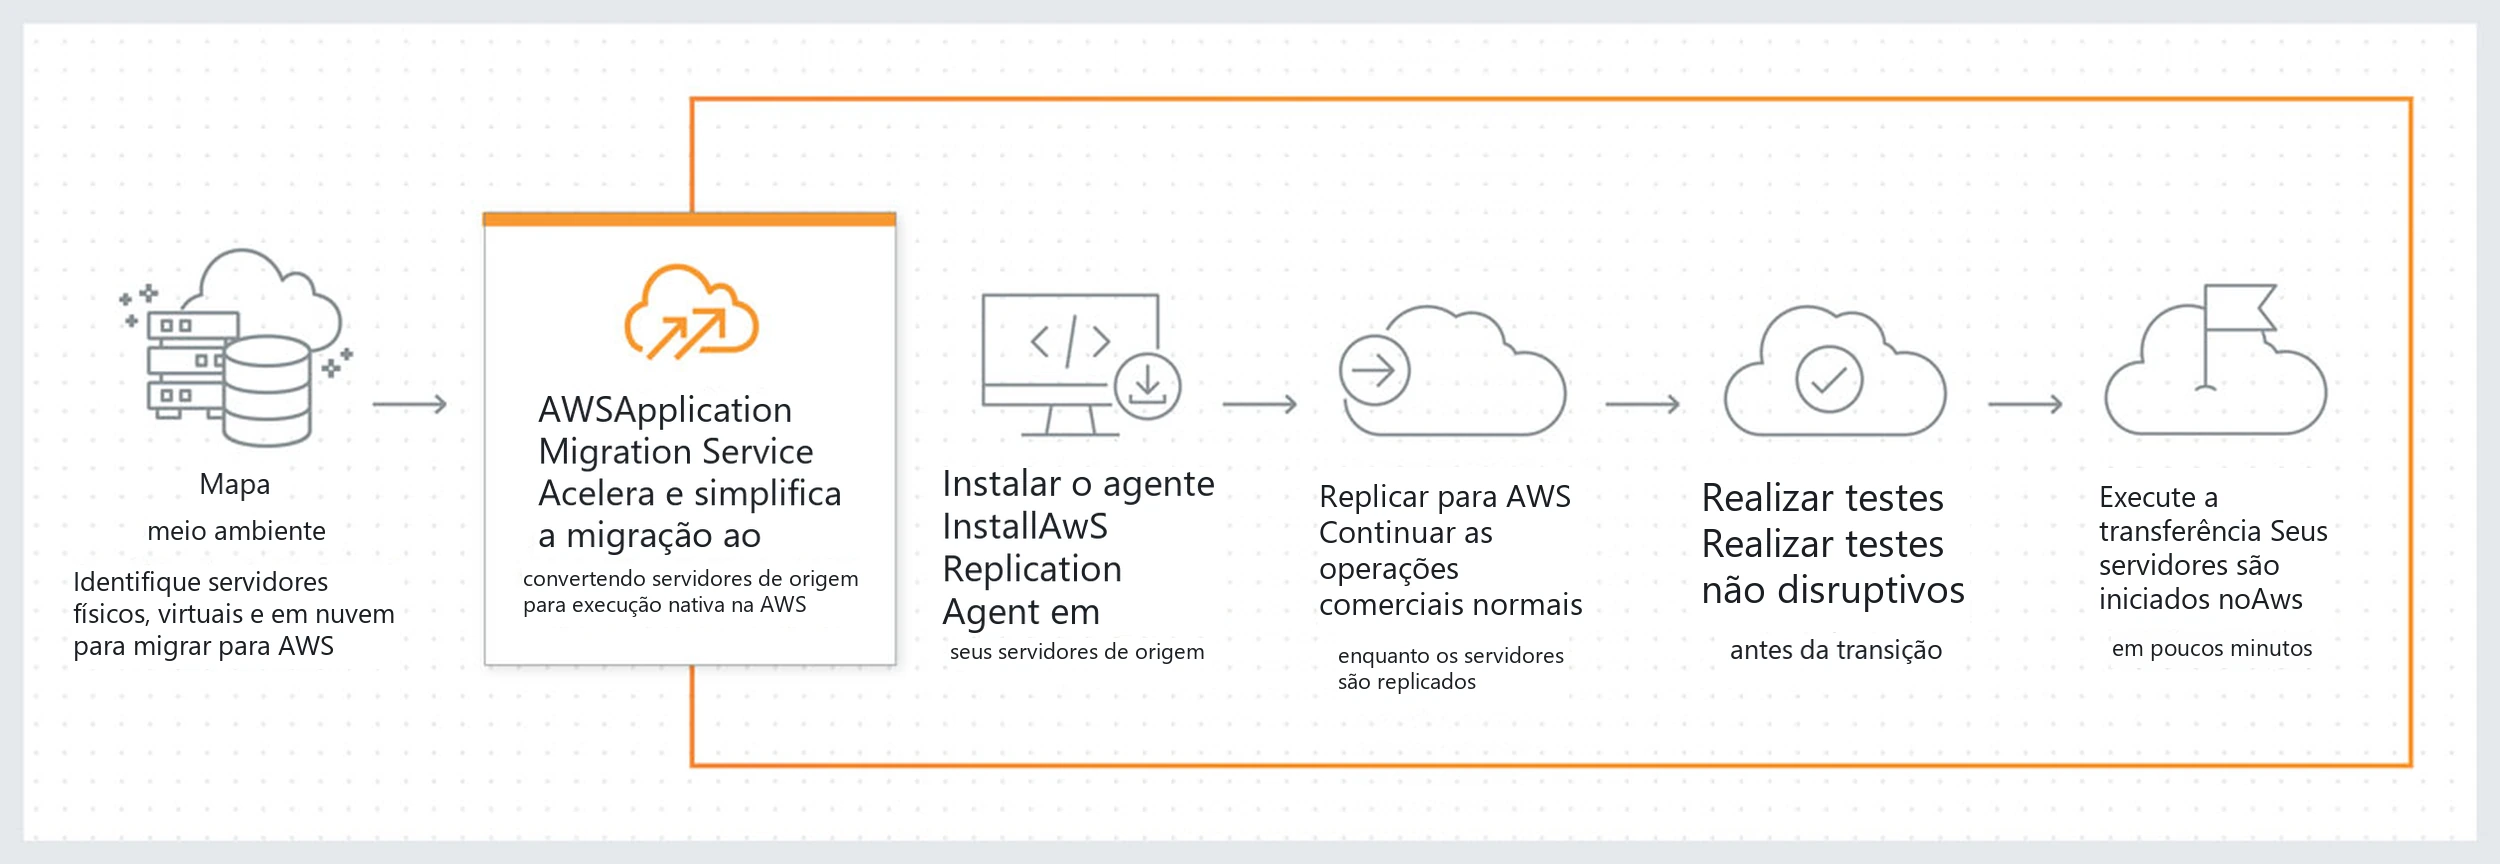 Mapa
meio ambiente
Identifique servidores
físicos, virtuais e em nuvem
para migrar para AWS
AWSApplication
Migration Service
Acelera e simplifica
a migração ao
convertendo servidores de origem
para execução nativa na AWS
Instalar o agente
InstallAwS
Replication
Agent em
seus servidores de origem
Replicar para AWS
Continuar as
operações
comerciais normais
enquanto os servidores
são replicados
Realizar testes
Realizar testes
não disruptivos
antes da transição
Execute a
transferência Seus
servidores são
iniciados noAws
em poucos minutos